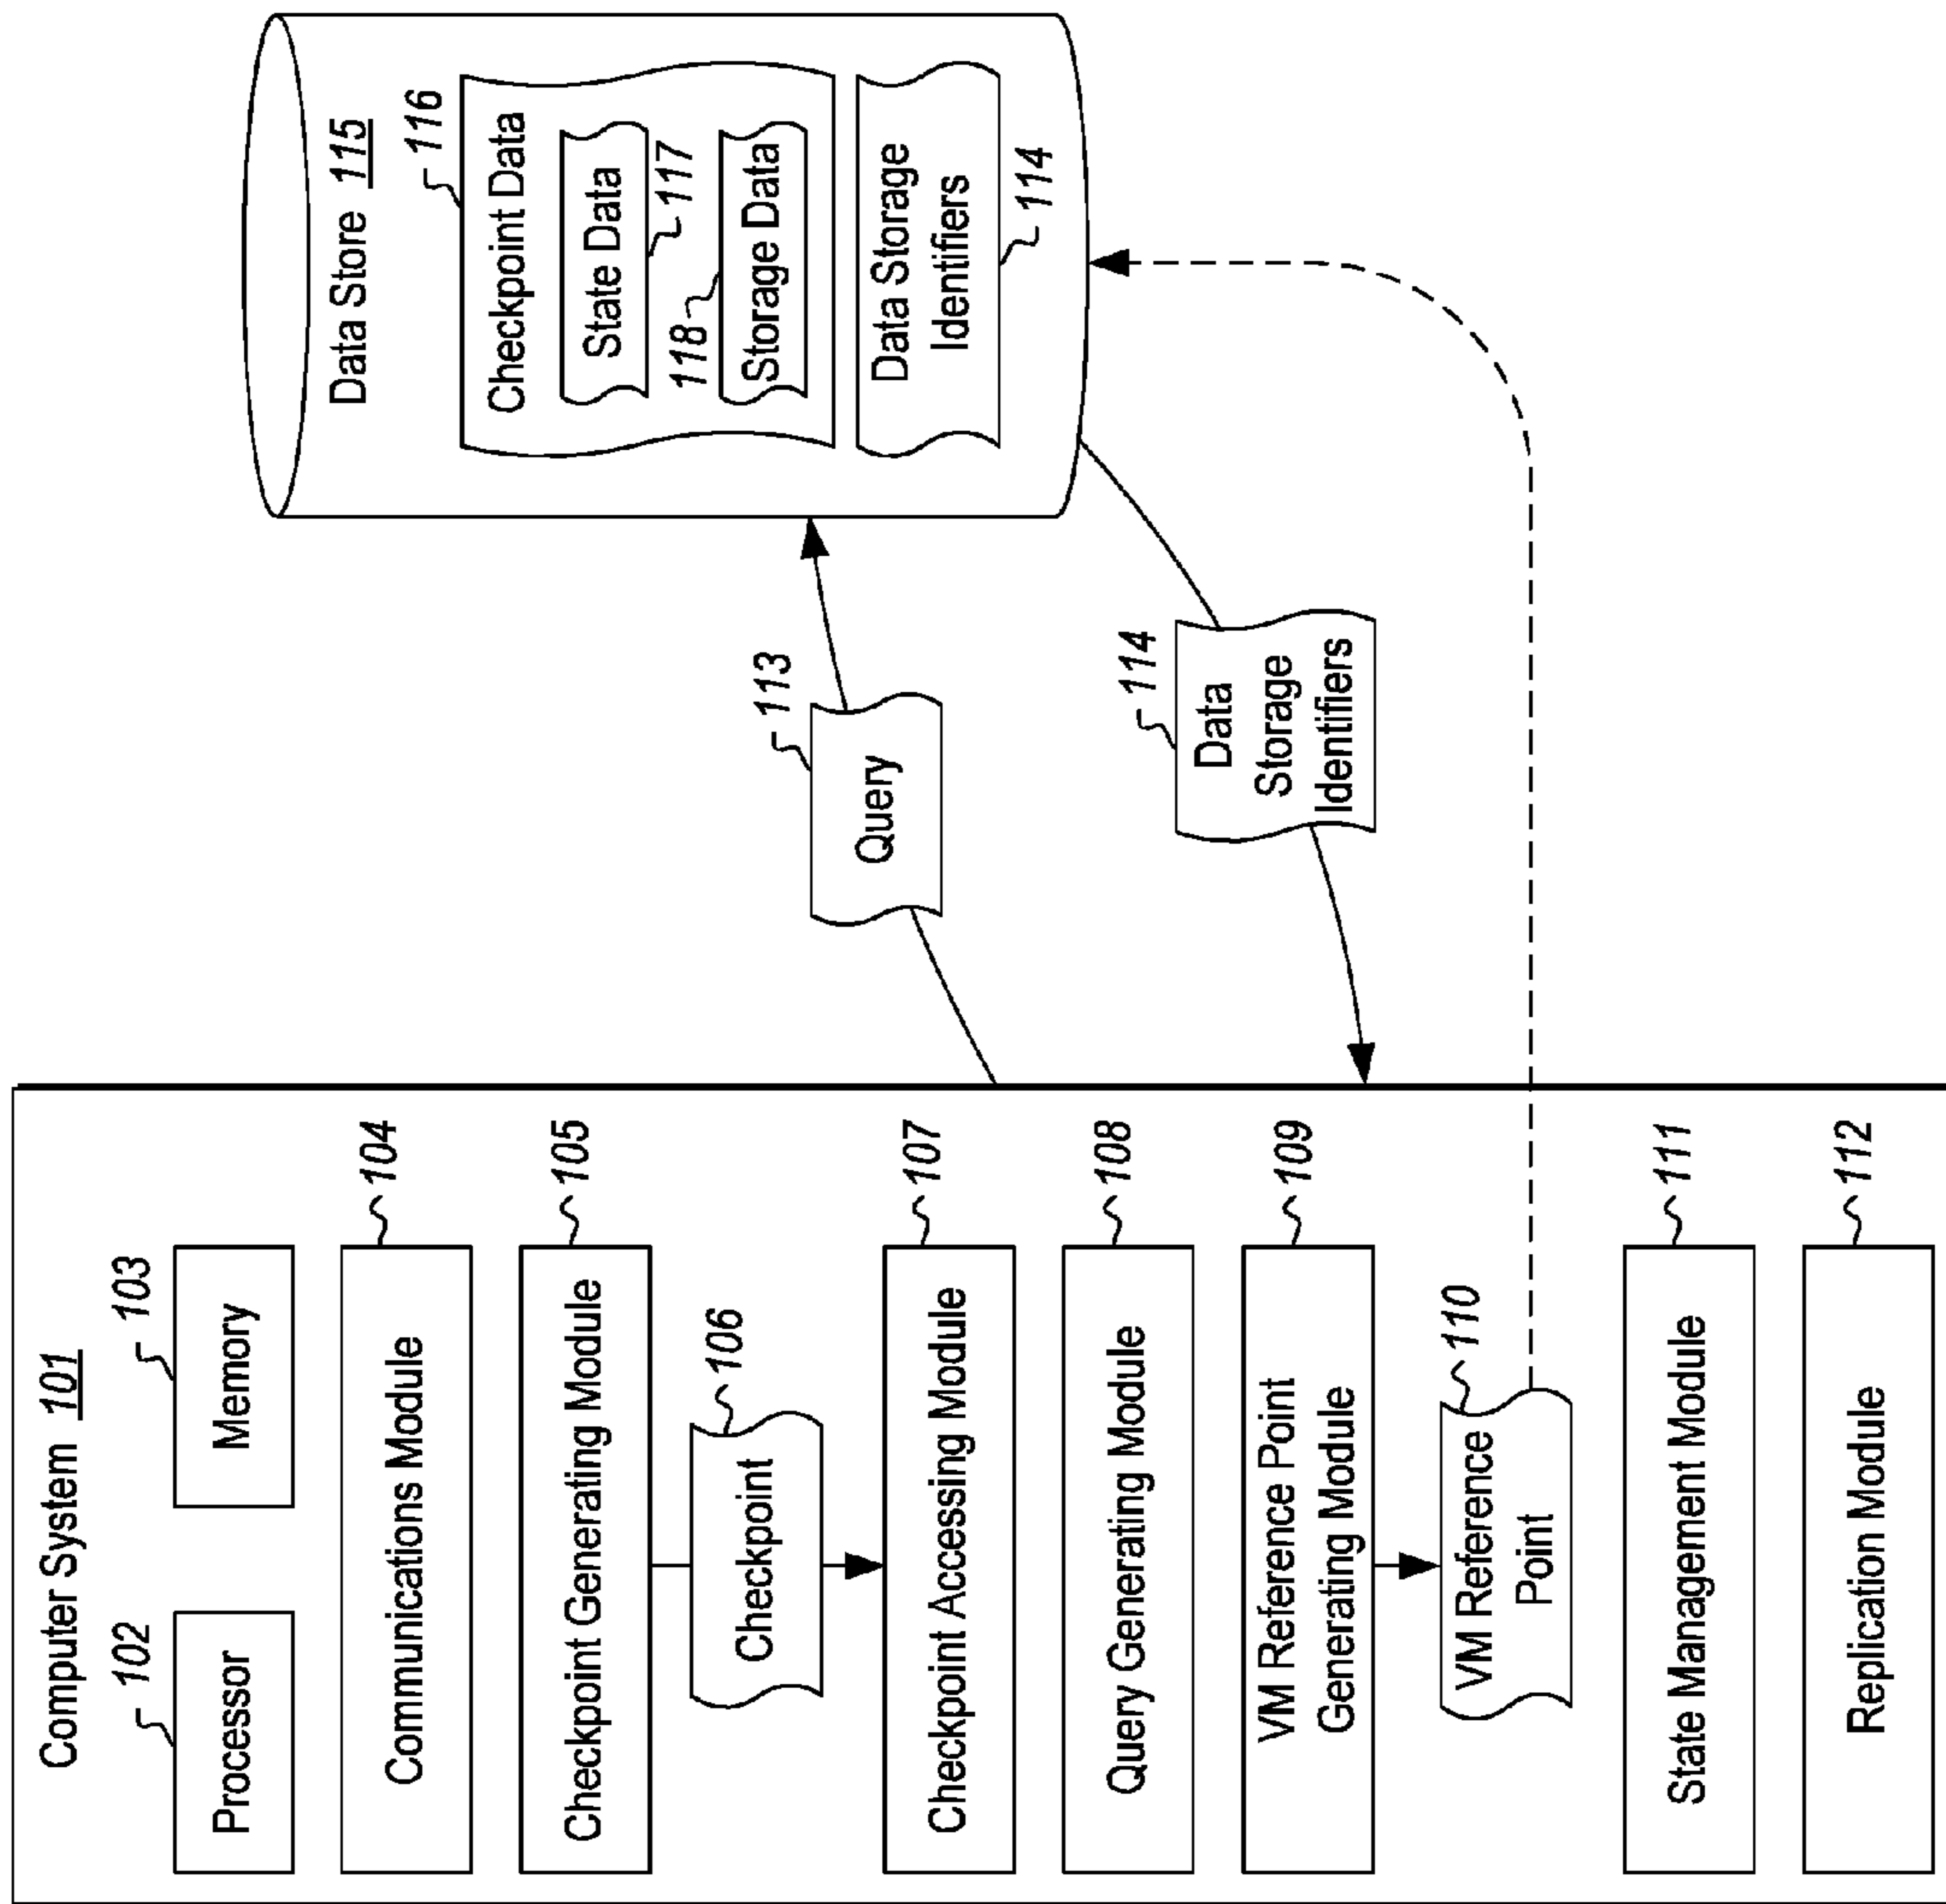 Computer System 101
102
103
Processor
Memory
Communications Module
104
Checkpoint Generating Module
105
Checkpoint
106
Checkpoint Accessing Module
107
Query Generating Module
108
VM Reference Point
Generating Module
109
VM Reference
Point
110
State Management Module
111
Replication Module
112
113
Query
114
Data
Storage
Identifiers
Data Store 115
116
Checkpoint Data
State Data
117
118
Storage Data
Data Storage
Identifiers
114